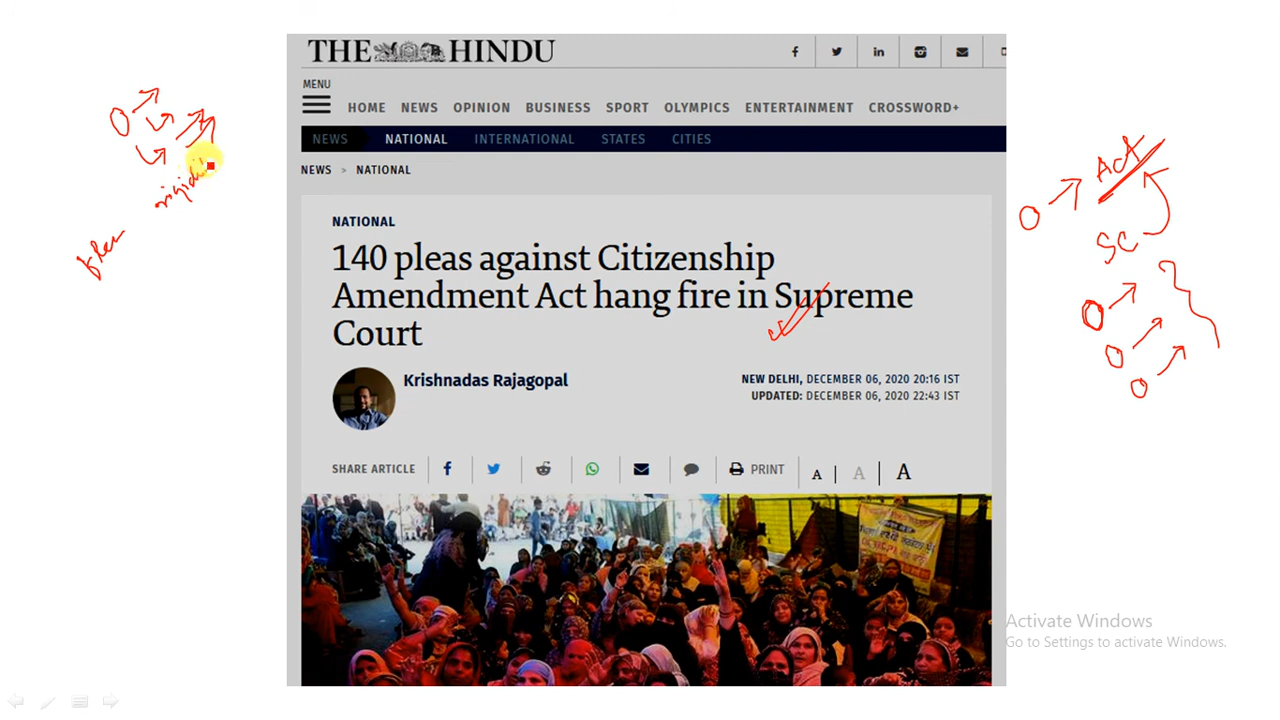 THE HINDU
MENU
HOME NEWS OPINION BUSINESS SPORT OLYMPICS ENTERTAINMENT CROSSWORD+
NEWS NATIONAL INTERNATIONAL STATES CITIES
NEWS > NATIONAL
NATIONAL
140 pleas against Citizenship
Amendment Act hang fire in Supreme
Court
Krishnadas Rajagopal
NEW DELHI, DECEMBER 06, 2020 20:16 IST
UPDATED: DECEMBER 06, 2020 22:43 IST
SHARE ARTICLE PRINT A A A
ACT
SC
Activate Windows
Go to Settings to activate Windows.